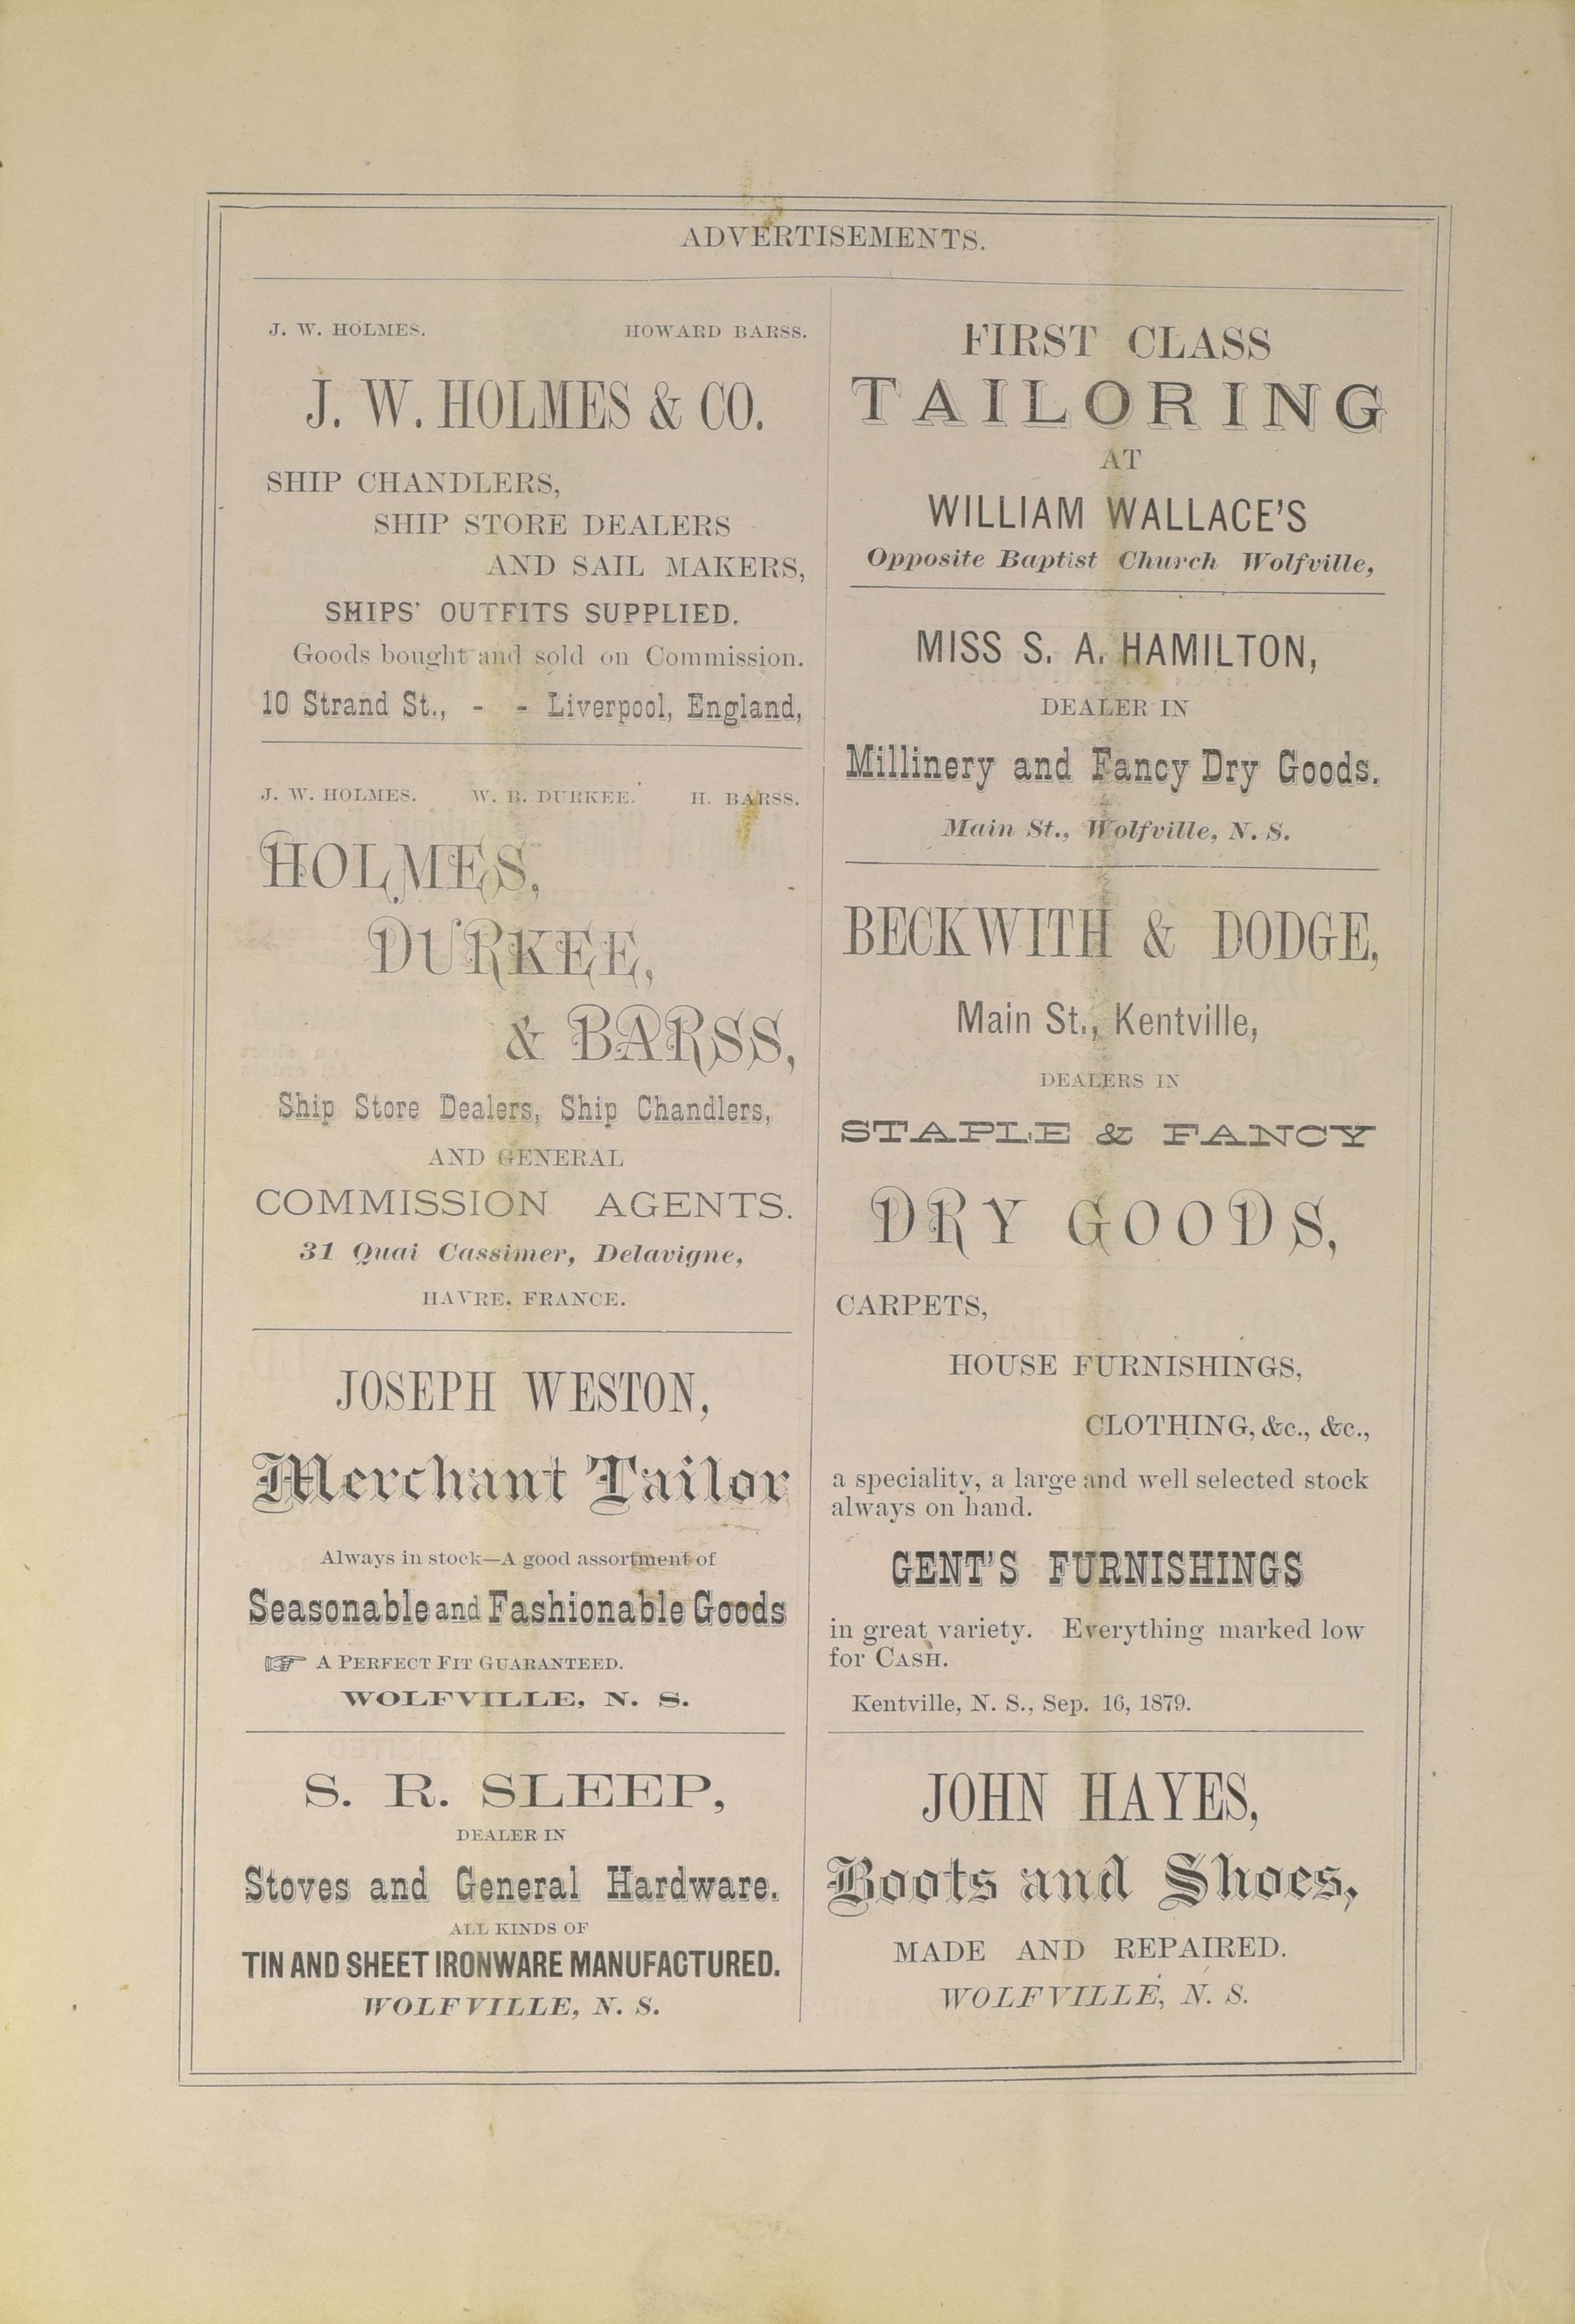 ADVERTISEMENTS.
J. W. HOLMES. HOWARD BARSS.
J. W. HOLMES & CO.
SHIP CHANDLERS,
SHIP STORE DEALERS
AND SAIL MAKERS,
SHIPS' OUTFITS SUPPLIED.
Goods bought and sold on Commission.
10 Strand St., - - Liverpool, England,
J. W. HOLMES. W. B. DURKEE. H. BARSS.
HOLMES,
DURKEE,
& BARSS,
Ship Store Dealers, Ship Chandlers,
AND GENERAL
COMMISSION AGENTS.
31 Quai Cassimer, Delavigne,
HAVRE, FRANCE.
JOSEPH WESTON,
Merchant Tailor
Always in stock—A good assortment of
Seasonable and Fashionable Goods
☞ A PERFECT FIT GUARANTEED.
WOLFVILLE, N. S.
S. R. SLEEP,
DEALER IN
Stoves and General Hardware.
ALL KINDS OF
TIN AND SHEET IRONWARE MANUFACTURED.
WOLFVILLE, N. S.
FIRST CLASS
TAILORING
AT
WILLIAM WALLACE'S
Opposite Baptist Church Wolfville,
MISS S. A. HAMILTON,
DEALER IN
Millinery and Fancy Dry Goods.
Main St., Wolfville, N. S.
BECKWITH & DODGE,
Main St., Kentville,
DEALERS IN
STAPLE & FANCY
DRY GOODS,
CARPETS,
HOUSE FURNISHINGS,
CLOTHING, &c., &c.,
a speciality, a large and well selected stock
always on hand.
GENT'S FURNISHINGS
in great variety. Everything marked low
for CASH.
Kentville, N. S., Sep. 16, 1879.
JOHN HAYES,
Boots and Shoes,
MADE AND REPAIRED.
WOLFVILLE, N. S.